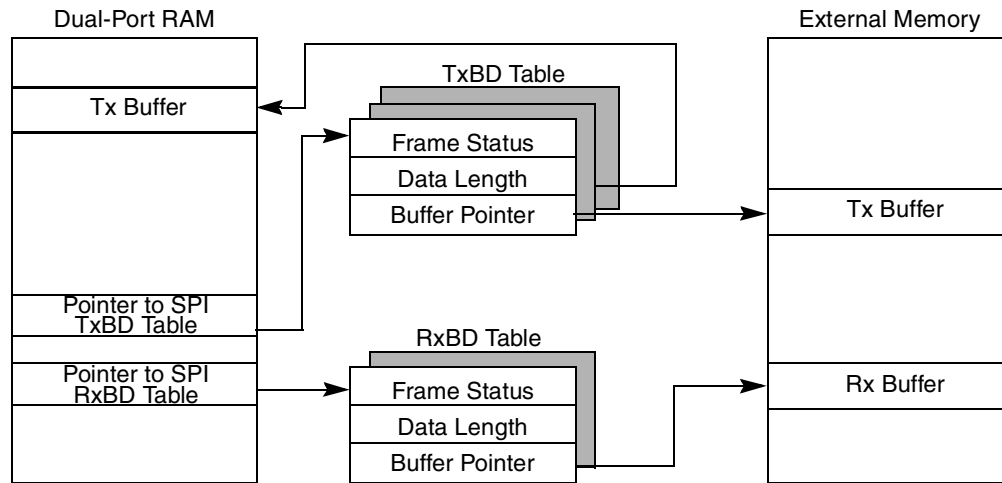 Dual-Port RAM
External Memory
TxBD Table
Tx Buffer
Frame Status
Data Length
Buffer Pointer
Tx Buffer
Pointer to SPI
TxBD Table
RxBD Table
Pointer to SPI
RxBD Table
Frame Status
Data Length
Buffer Pointer
Rx Buffer